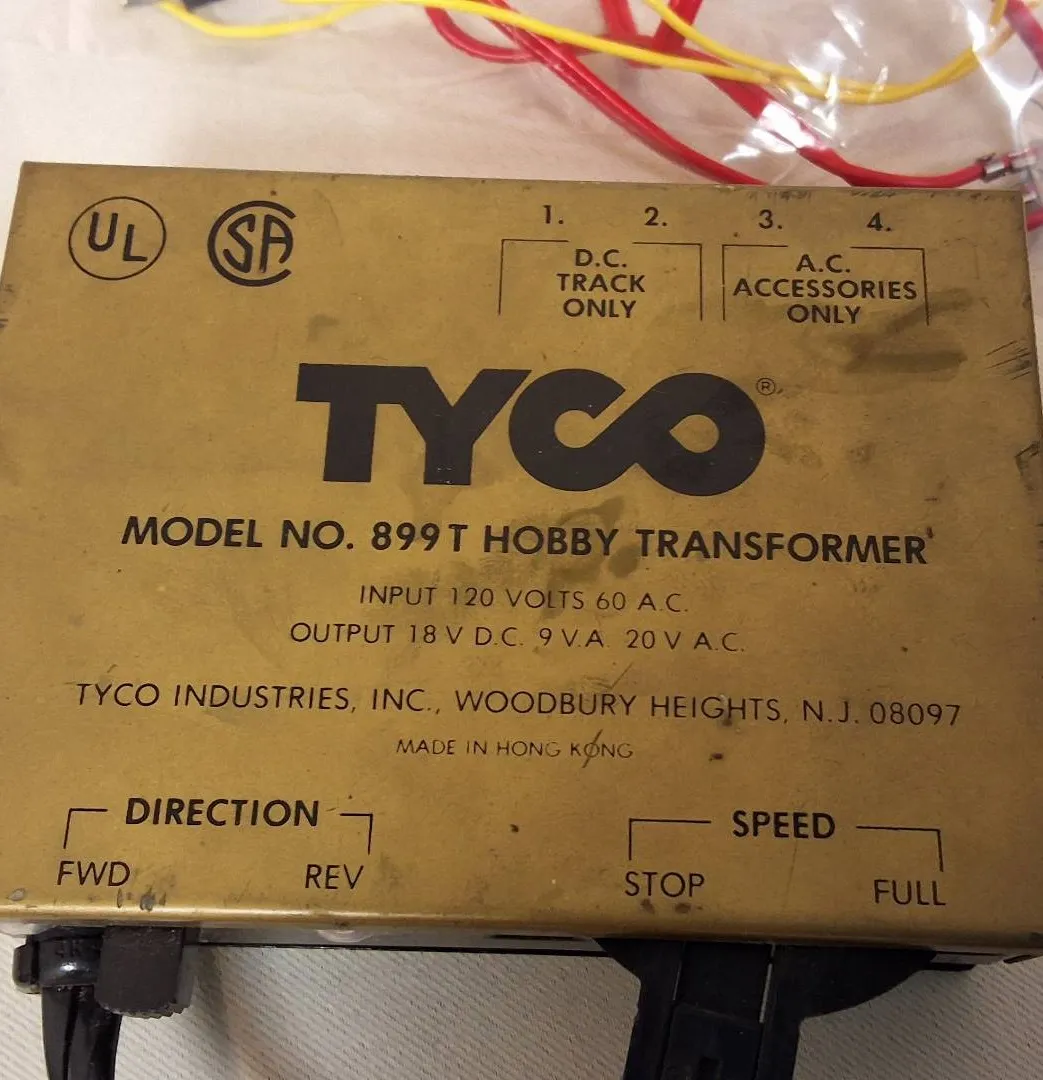 UL SA
1. 2. 3. 4.
D.C.
TRACK
ONLY
A.C.
ACCESSORIES
ONLY
TYCO®
MODEL NO. 899T HOBBY TRANSFORMER
INPUT 120 VOLTS 60 A.C.
OUTPUT 18 V D.C. 9 V.A. 20 V A.C.
TYCO INDUSTRIES, INC., WOODBURY HEIGHTS, N.J. 08097
MADE IN HONG KONG
DIRECTION
FWD REV
SPEED
STOP FULL